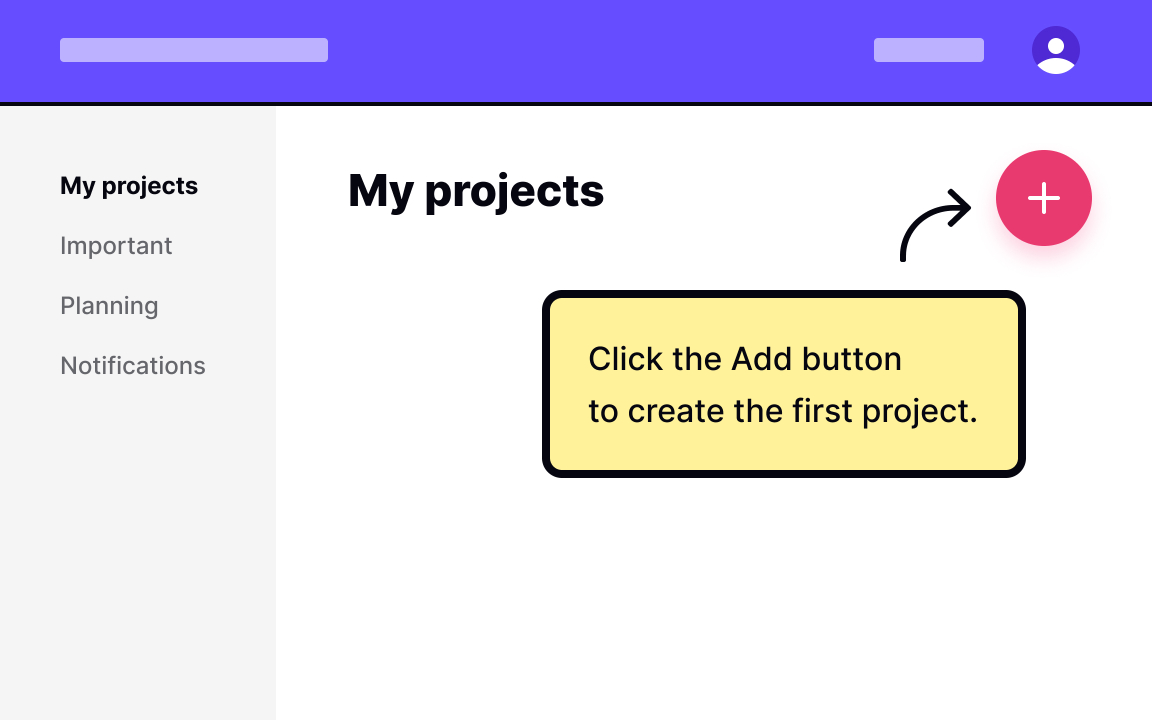 My projects
Important
Planning
Notifications
My projects
Click the Add button
to create the first project.